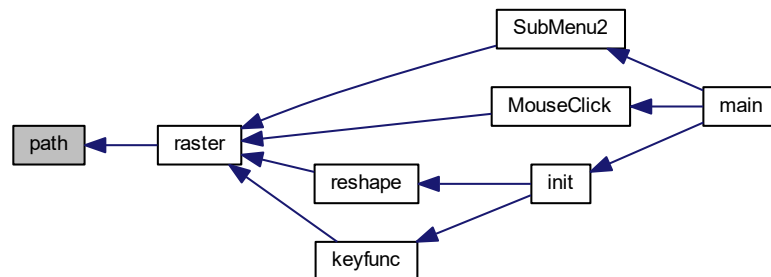 SubMenu2
MouseClick
main
path
raster
reshape
init
keyfunc